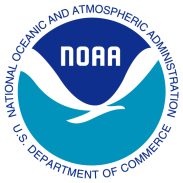 NATIONAL OCEANIC AND ATMOSPHERIC ADMINISTRATION
NOAA
U.S. DEPARTMENT OF COMMERCE